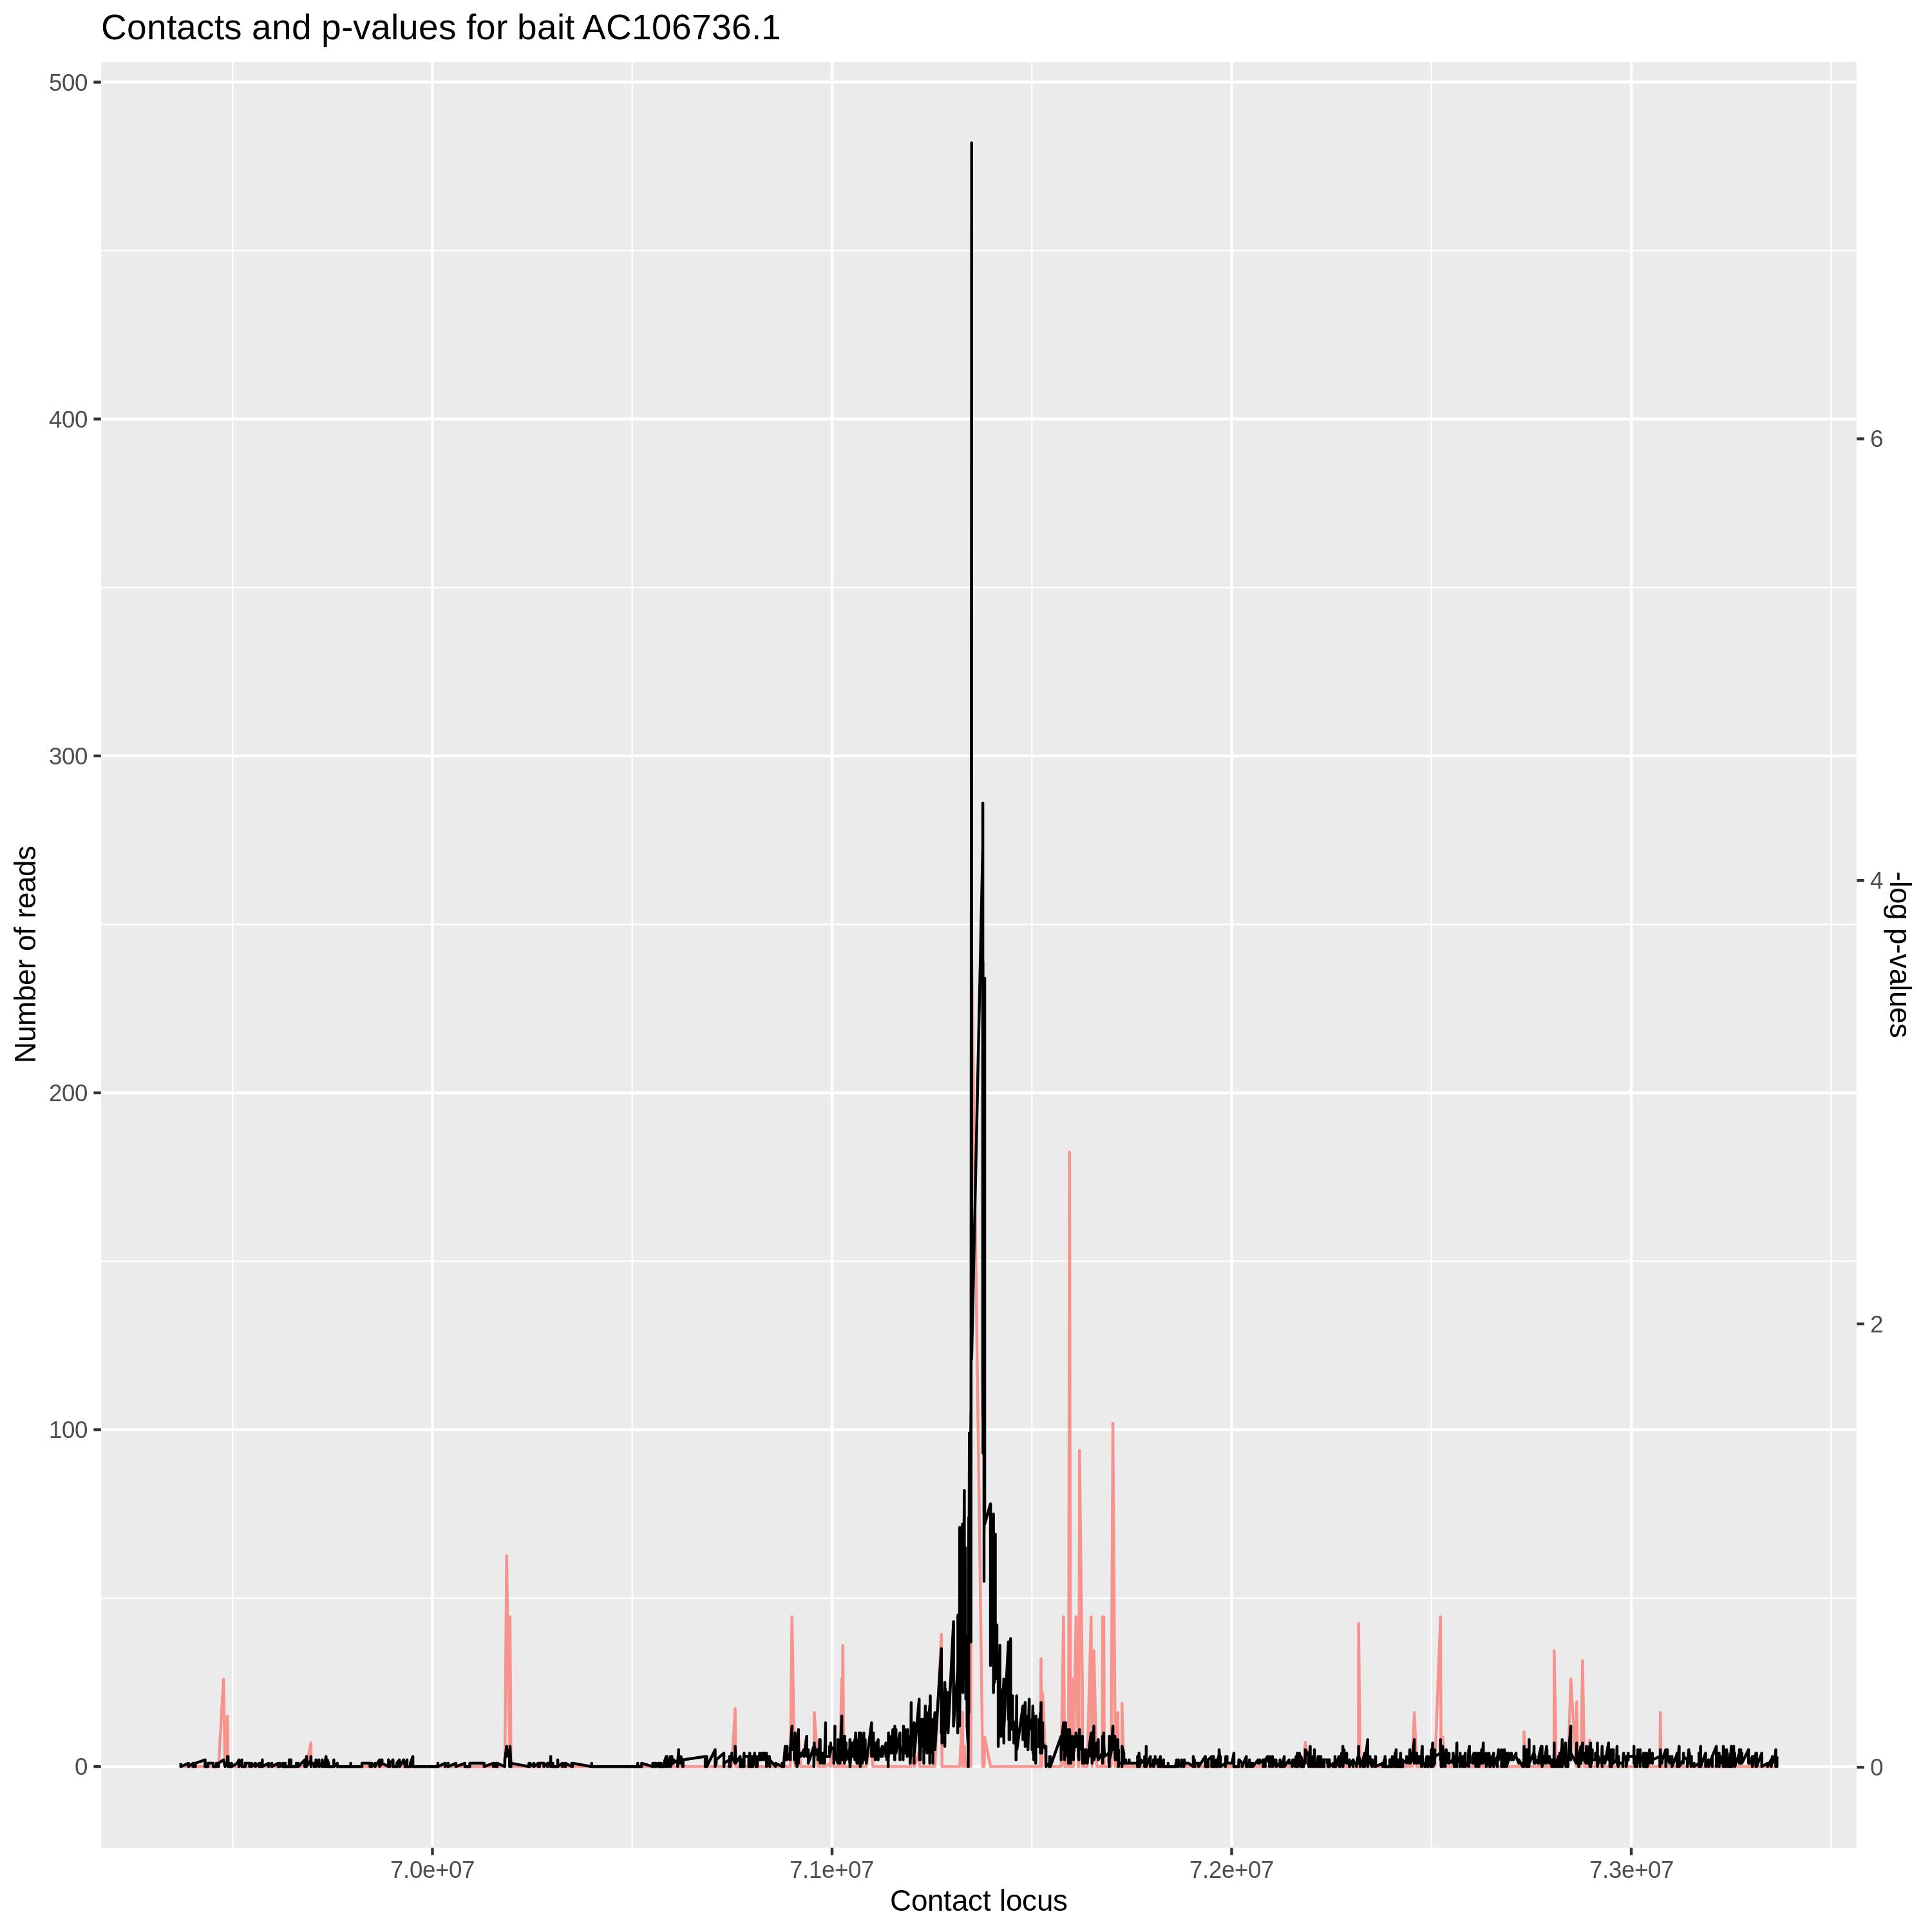 Contacts and p-values for bait AC106736.1
500
400
300
200
100
0
Number of reads
6
4
2
0
-log p-values
7.0e+07
7.1e+07
7.2e+07
7.3e+07
Contact locus